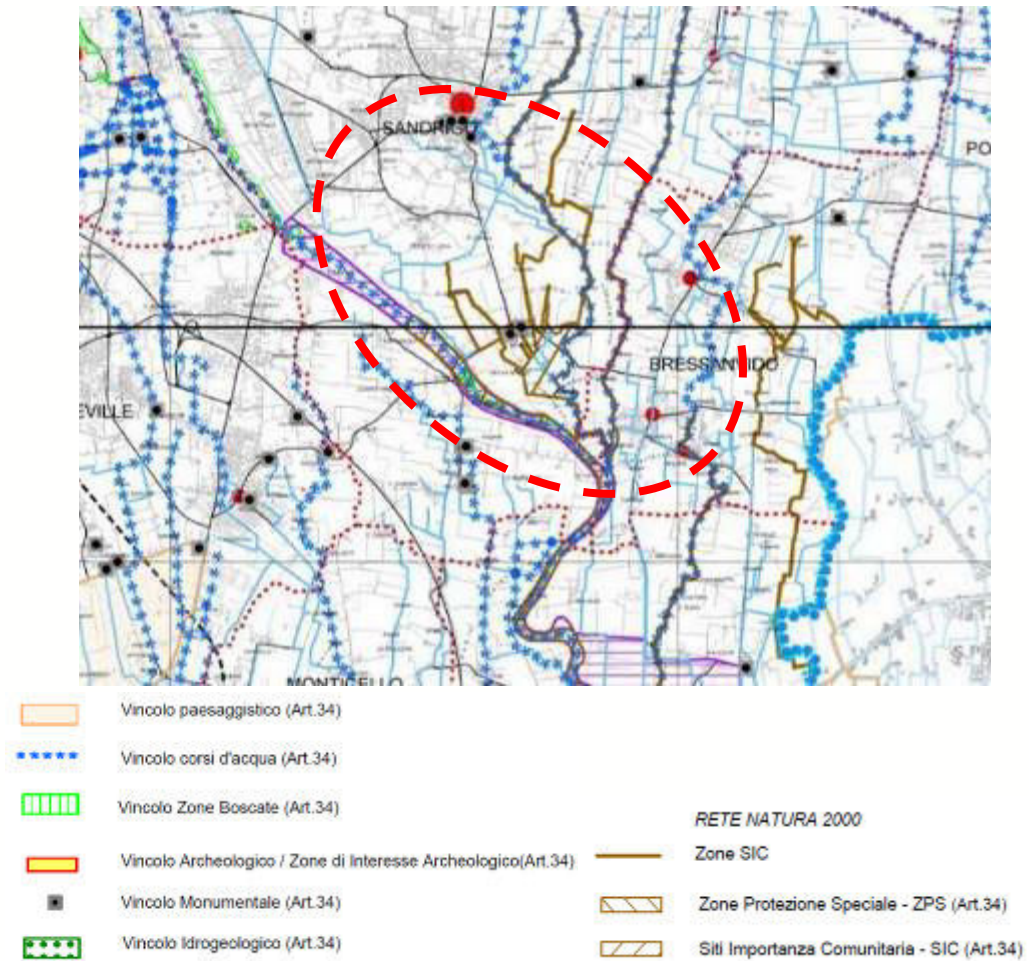 SANDRIGO
PO
BRESSANVIDO
EVILLE
MONTICELLO
Vincolo paesaggistico (Art.34)
Vincolo corsi d'acqua (Art.34)
Vincolo Zone Boscate (Art.34)
Vincolo Archeologico / Zone di Interesse Archeologico(Art.34)
Vincolo Monumentale (Art.34)
Vincolo Idrogeologico (Art.34)
RETE NATURA 2000
Zone SIC
Zone Protezione Speciale - ZPS (Art.34)
Siti Importanza Comunitaria - SIC (Art.34)